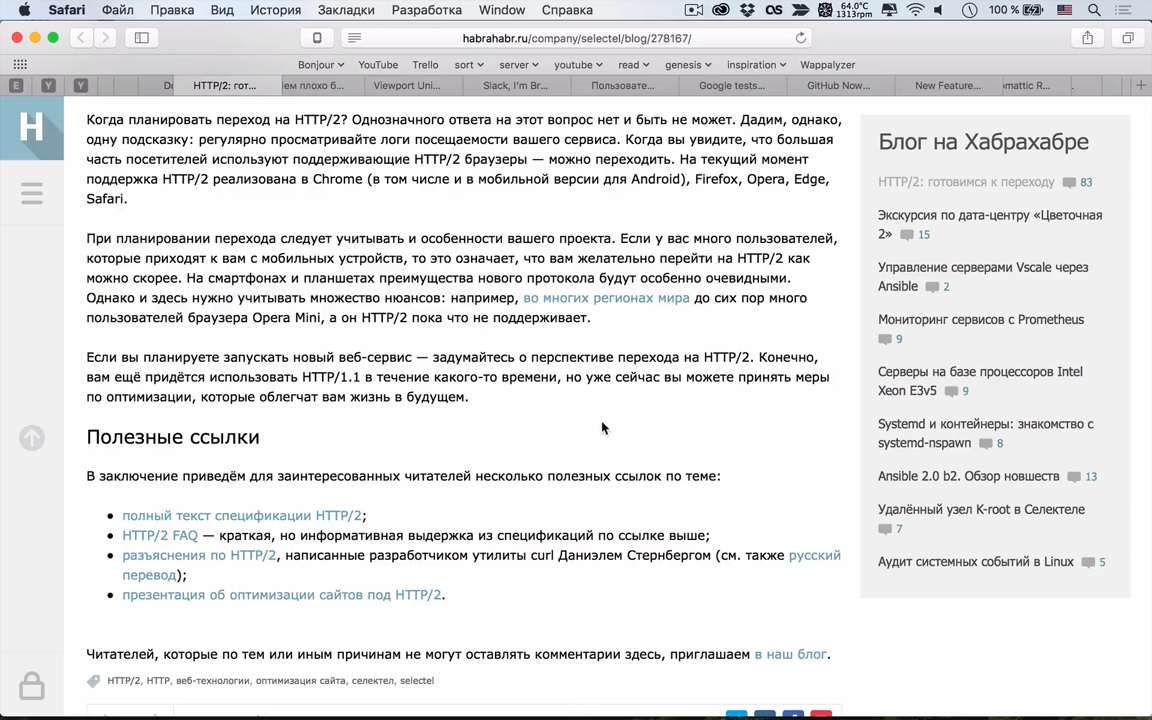 Safari Файл Правка Вид История Закладки Разработка Window Справка 64.0°C 1313rpm 100 %
habrahabr.ru/company/selectel/blog/278167/
Bonjour YouTube Trello sort server youtube read genesis inspiration Wappalyzer
E Y Y HTTP/2: гот... Viewport Uni... Slack, I'm Br... Пользовате... Google tests... GitHub Now... New Feature...
H
Когда планировать переход на HTTP/2? Однозначного ответа на этот вопрос нет и быть не может. Дадим, однако,
одну подсказку: регулярно просматривайте логи посещаемости вашего сервиса. Когда вы увидите, что большая
часть посетителей используют поддерживающие HTTP/2 браузеры — можно переходить. На текущий момент
поддержка HTTP/2 реализована в Chrome (в том числе и в мобильной версии для Android), Firefox, Opera, Edge,
Safari.
При планировании перехода следует учитывать и особенности вашего проекта. Если у вас много пользователей,
которые приходят к вам с мобильных устройств, то это означает, что вам желательно перейти на HTTP/2 как
можно скорее. На смартфонах и планшетах преимущества нового протокола будут особенно очевидными.
Однако и здесь нужно учитывать множество нюансов: например, во многих регионах мира до сих пор много
пользователей браузера Opera Mini, а он HTTP/2 пока что не поддерживает.
Если вы планируете запускать новый веб-сервис — задумайтесь о перспективе перехода на HTTP/2. Конечно,
вам ещё придётся использовать HTTP/1.1 в течение какого-то времени, но уже сейчас вы можете принять меры
по оптимизации, которые облегчат вам жизнь в будущем.
Полезные ссылки
В заключение приведём для заинтересованных читателей несколько полезных ссылок по теме:
полный текст спецификации HTTP/2;
HTTP/2 FAQ — краткая, но информативная выдержка из спецификаций по ссылке выше;
разъяснения по HTTP/2, написанные разработчиком утилиты curl Даниэлем Стернбергом (см. также русский
перевод);
презентация об оптимизации сайтов под HTTP/2.
Читателей, которые по тем или иным причинам не могут оставлять комментарии здесь, приглашаем в наш блог.
HTTP/2, HTTP, веб-технологии, оптимизация сайта, селектел, selectel
Блог на Хабрахабре
HTTP/2: готовимся к переходу 83
Экскурсия по дата-центру «Цветочная
2» 15
Управление серверами Vscale через
Ansible 2
Мониторинг сервисов с Prometheus
9
Серверы на базе процессоров Intel
Xeon E3v5 9
Systemd и контейнеры: знакомство с
systemd-nspawn 8
Ansible 2.0 b2. Обзор новшеств 13
Удалённый узел K-root в Селектеле
7
Аудит системных событий в Linux 5